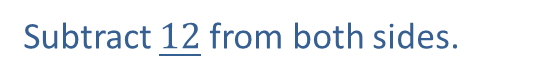 Subtract 12 from both sides.